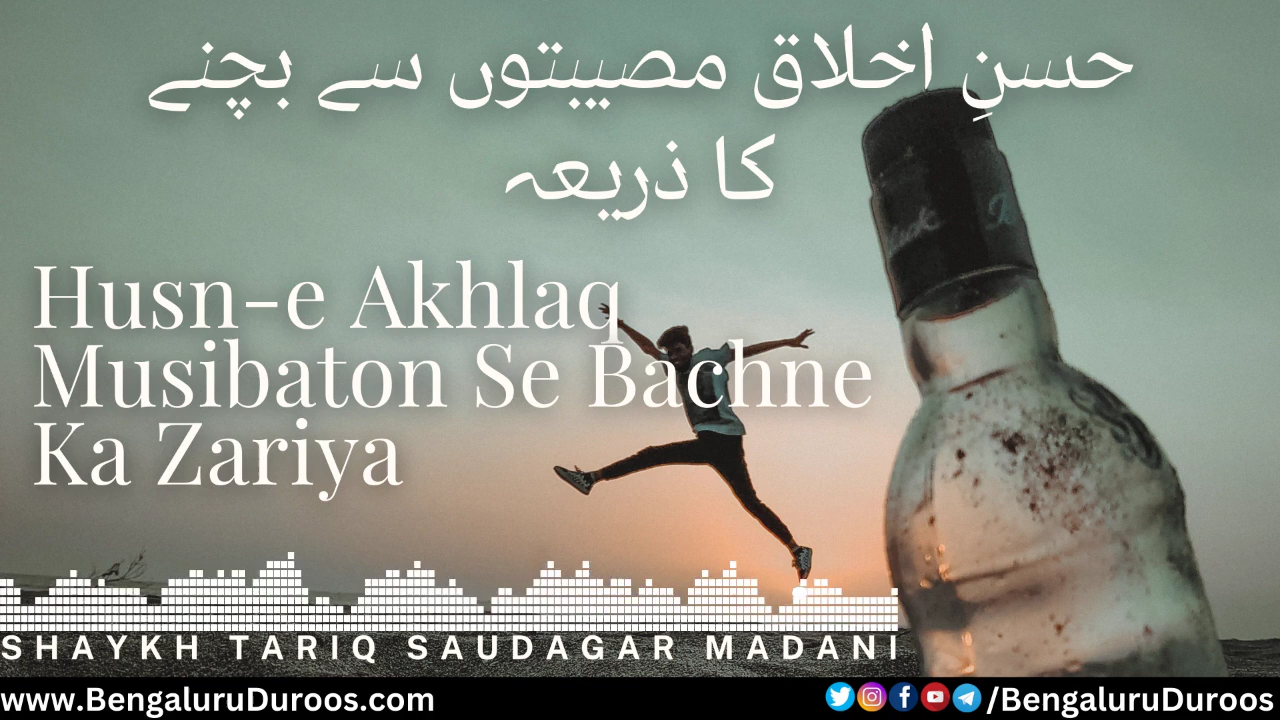 حسنِ اخلاق مصیبتوں سے بچنے
کا ذریعہ
Husn-e Akhlaq
Musibaton Se Bachne
Ka Zariya
SHAYKH TARIQ SAUDAGAR MADANI
www.BengaluruDuroos.com
/BengaluruDuroos